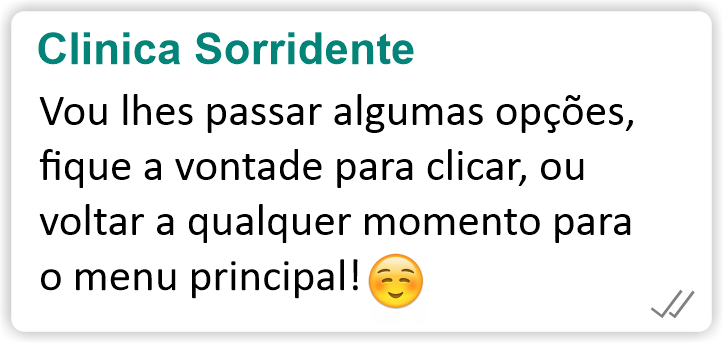 Clinica Sorridente
Vou lhes passar algumas opções,
fique a vontade para clicar, ou
voltar a qualquer momento para
o menu principal! ☺️